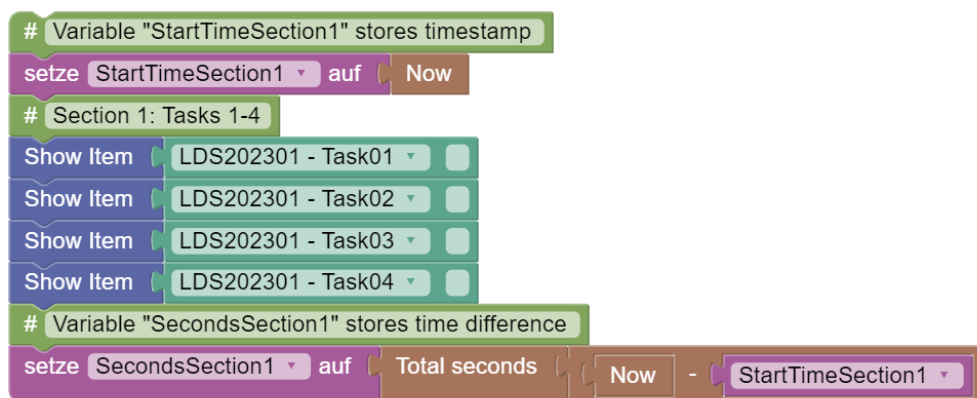 # Variable "StartTimeSection1" stores timestamp
setze StartTimeSection1 auf Now
# Section 1: Tasks 1-4
Show Item LDS202301 - Task01
Show Item LDS202301 - Task02
Show Item LDS202301 - Task03
Show Item LDS202301 - Task04
# Variable "SecondsSection1" stores time difference
setze SecondsSection1 auf Total seconds Now - StartTimeSection1